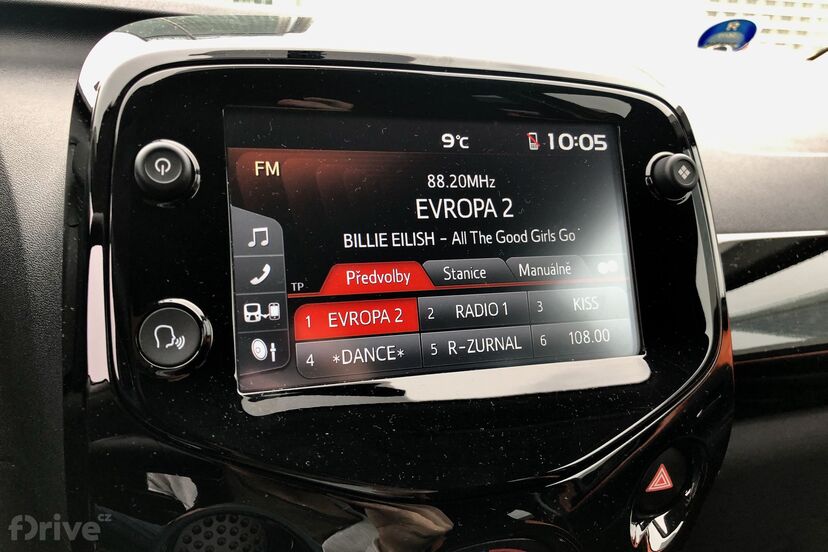 R
9°C 10:05
FM
88.20MHz
EVROPA 2
BILLIE EILISH - All The Good Girls Go
TP Předvolby Stanice Manuálně
1 EVROPA 2 2 RADIO 1 3 KISS
4 *DANCE* 5 R-ZURNAL 6 108.00
fDrive.cz